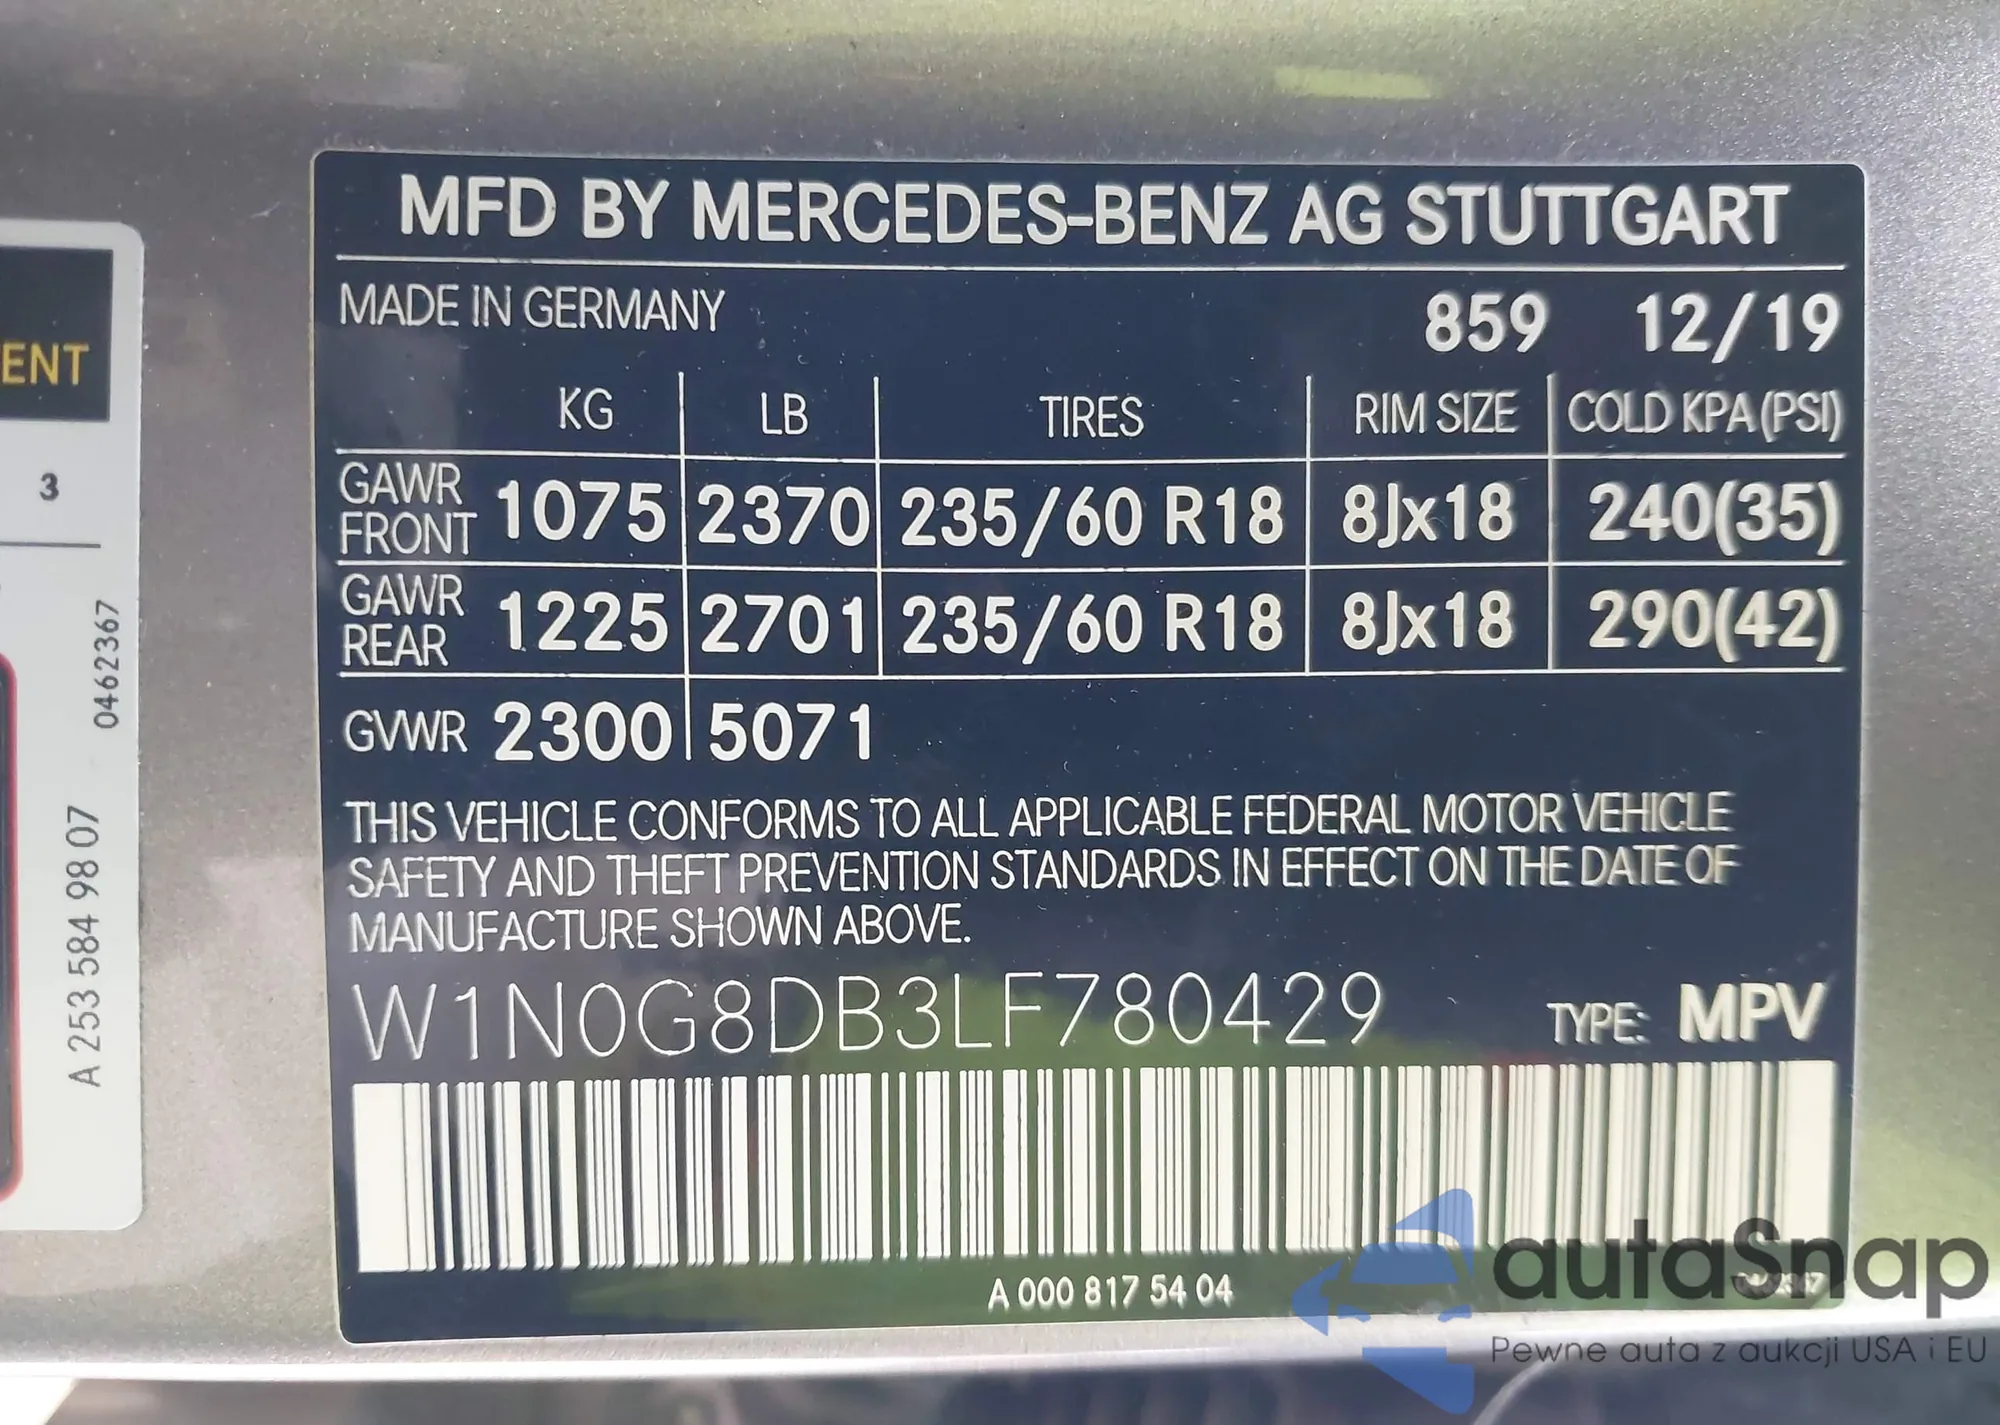 MFD BY MERCEDES-BENZ AG STUTTGART
MADE IN GERMANY 859 12/19
KG LB TIRES RIM SIZE COLD KPA (PSI)
GAWR FRONT 1075 2370 235/60 R18 8Jx18 240(35)
GAWR REAR 1225 2701 235/60 R18 8Jx18 290(42)
GVWR 2300 5071
THIS VEHICLE CONFORMS TO ALL APPLICABLE FEDERAL MOTOR VEHICLE
SAFETY AND THEFT PREVENTION STANDARDS IN EFFECT ON THE DATE OF
MANUFACTURE SHOWN ABOVE.
W1N0G8DB3LF780429 TYPE: MPV
A 000 817 54 04
ENT
3
A 253 584 98 07 0462367
autaSnap
Pewne auta z aukcji USA i EU